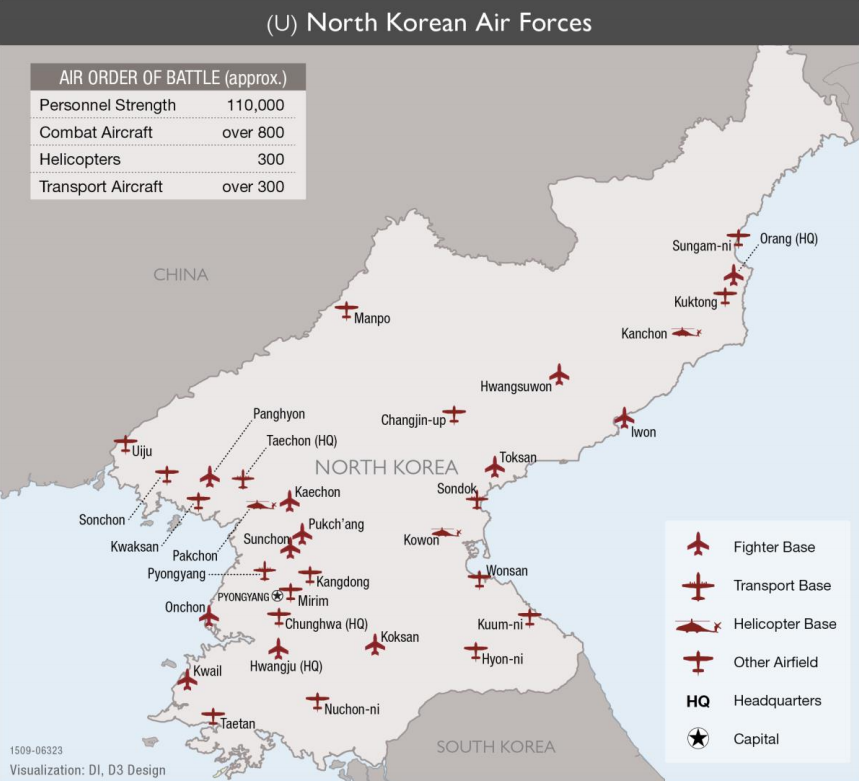 (U) North Korean Air Forces
AIR ORDER OF BATTLE (approx.)
Personnel Strength 110,000
Combat Aircraft over 800
Helicopters 300
Transport Aircraft over 300
CHINA
Sungam-ni
Orang (HQ)
Kuktong
Kanchon
Manpo
Hwangsuwon
Changjin-up
Iwon
Panghyon
Taechon (HQ)
Uiju
NORTH KOREA
Toksan
Sondok
Kaechon
Sonchon
Kwaksan
Pakchon
Pukch'ang
Sunchon
Kowon
Pyongyang
Kangdong
Wonsan
PYONGYANG
Mirim
Onchon
Chunghwa (HQ)
Kuum-ni
Koksan
Hwangju (HQ)
Hyon-ni
Kwail
Nuchon-ni
Taetan
SOUTH KOREA
Fighter Base
Transport Base
Helicopter Base
Other Airfield
HQ Headquarters
Capital
1509-06323
Visualization: DI, D3 Design